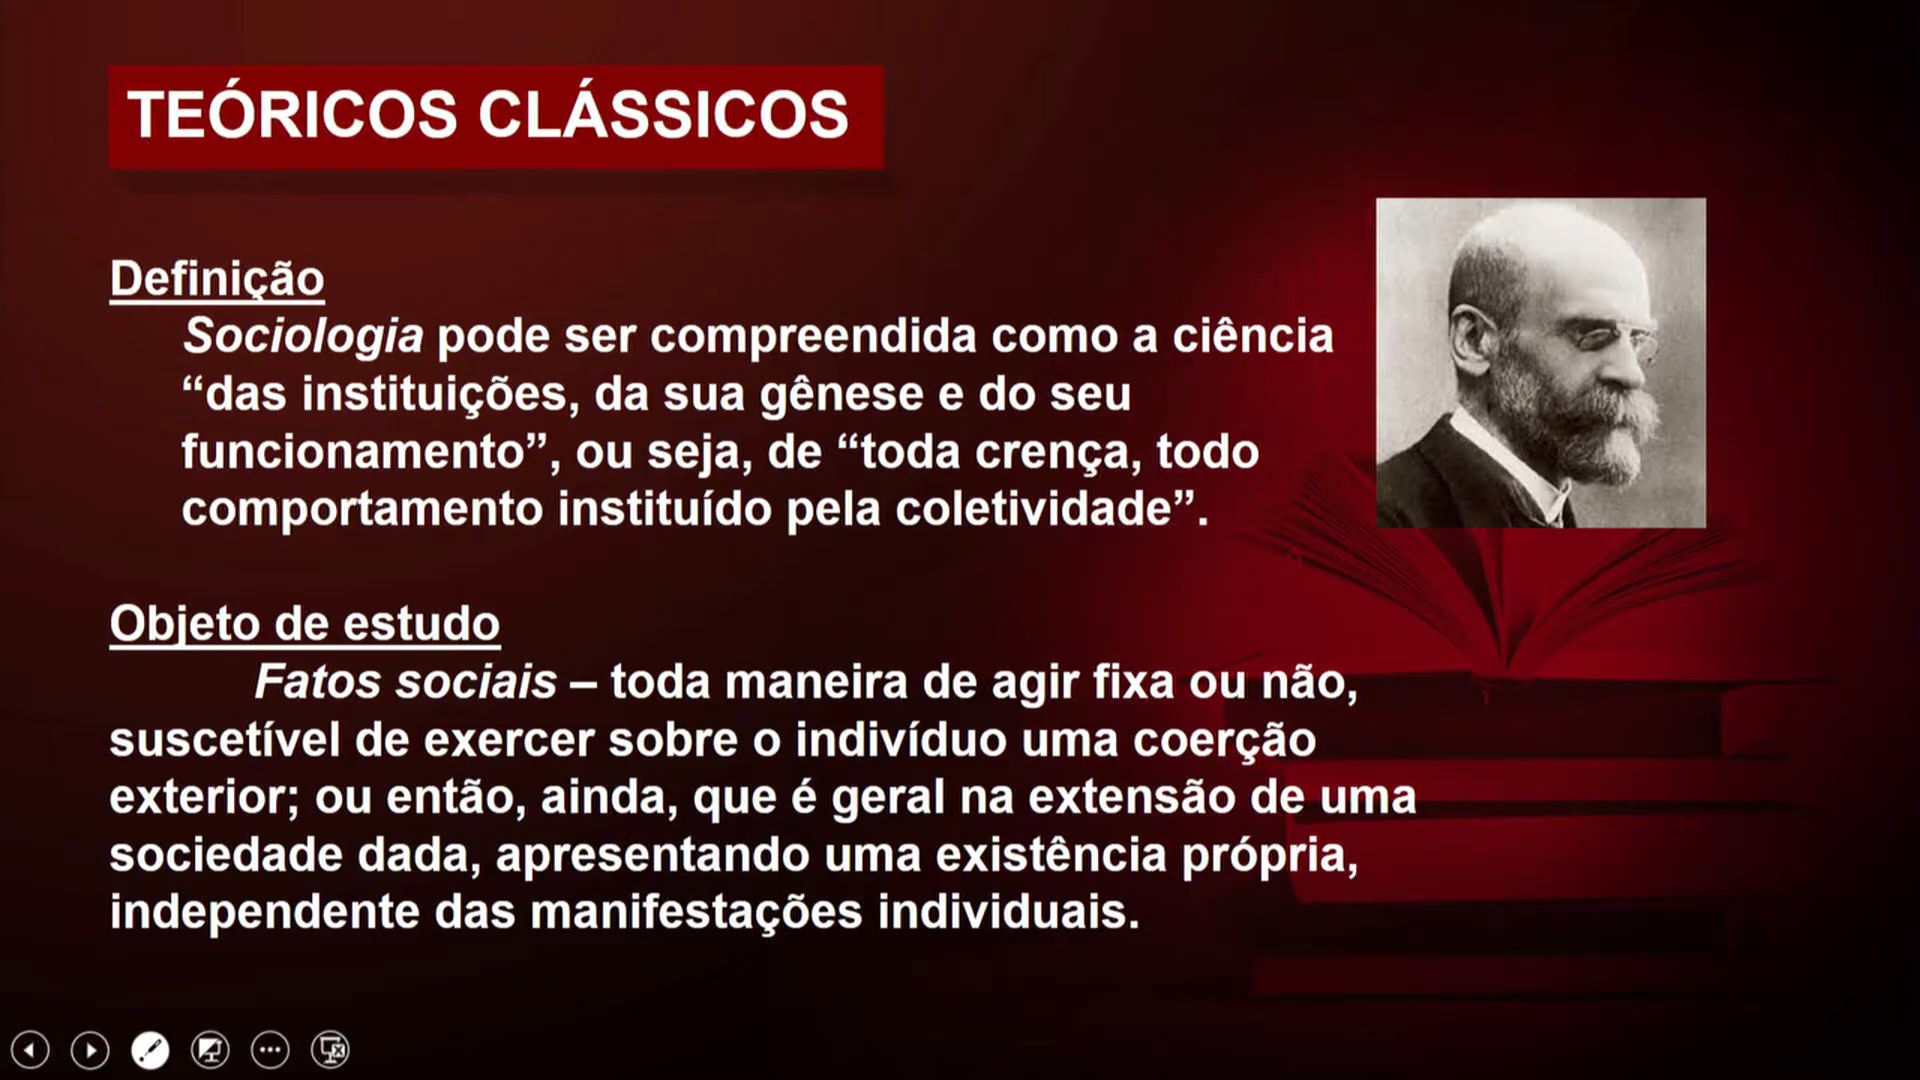 TEÓRICOS CLÁSSICOS
Definição
Sociologia pode ser compreendida como a ciência
“das instituições, da sua gênese e do seu
funcionamento”, ou seja, de “toda crença, todo
comportamento instituído pela coletividade”.
Objeto de estudo
Fatos sociais – toda maneira de agir fixa ou não,
suscetível de exercer sobre o indivíduo uma coerção
exterior; ou então, ainda, que é geral na extensão de uma
sociedade dada, apresentando uma existência própria,
independente das manifestações individuais.